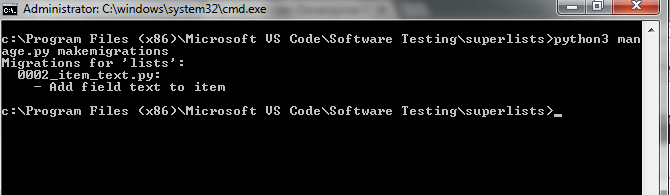 Administrator: C:\windows\system32\cmd.exe
c:\Program Files (x86)\Microsoft VS Code\Software Testing\superlists>python3 man
age.py makemigrations
Migrations for 'lists':
  0002_item_text.py:
    - Add field text to item
c:\Program Files (x86)\Microsoft VS Code\Software Testing\superlists>_